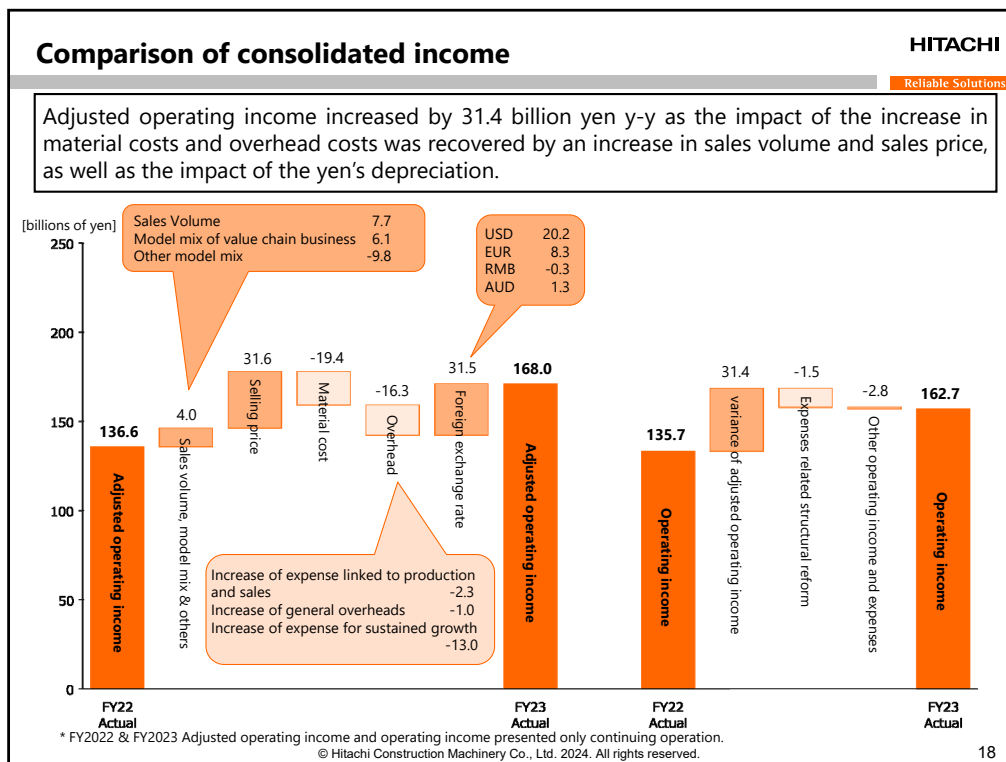 Comparison of consolidated income
HITACHI
Reliable Solutions
Adjusted operating income increased by 31.4 billion yen y-y as the impact of the increase in
material costs and overhead costs was recovered by an increase in sales volume and sales price,
as well as the impact of the yen's depreciation.
[billions of yen]
Sales Volume 7.7
Model mix of value chain business 6.1
Other model mix -9.8
USD 20.2
EUR 8.3
RMB -0.3
AUD 1.3
250
200
150
100
50
0
136.6
Adjusted operating income
4.0
Sales volume, model mix & others
31.6
Selling price
-19.4
Material cost
-16.3
Overhead
31.5
Foreign exchange rate
168.0
Adjusted operating income
Increase of expense linked to production
and sales -2.3
Increase of general overheads -1.0
Increase of expense for sustained growth
-13.0
135.7
Operating income
31.4
variance of adjusted operating income
-1.5
Expenses related structural reform
-2.8
Other operating income and expenses
162.7
Operating income
FY22
Actual
FY23
Actual
FY22
Actual
FY23
Actual
* FY2022 & FY2023 Adjusted operating income and operating income presented only continuing operation.
© Hitachi Construction Machinery Co., Ltd. 2024. All rights reserved.
18